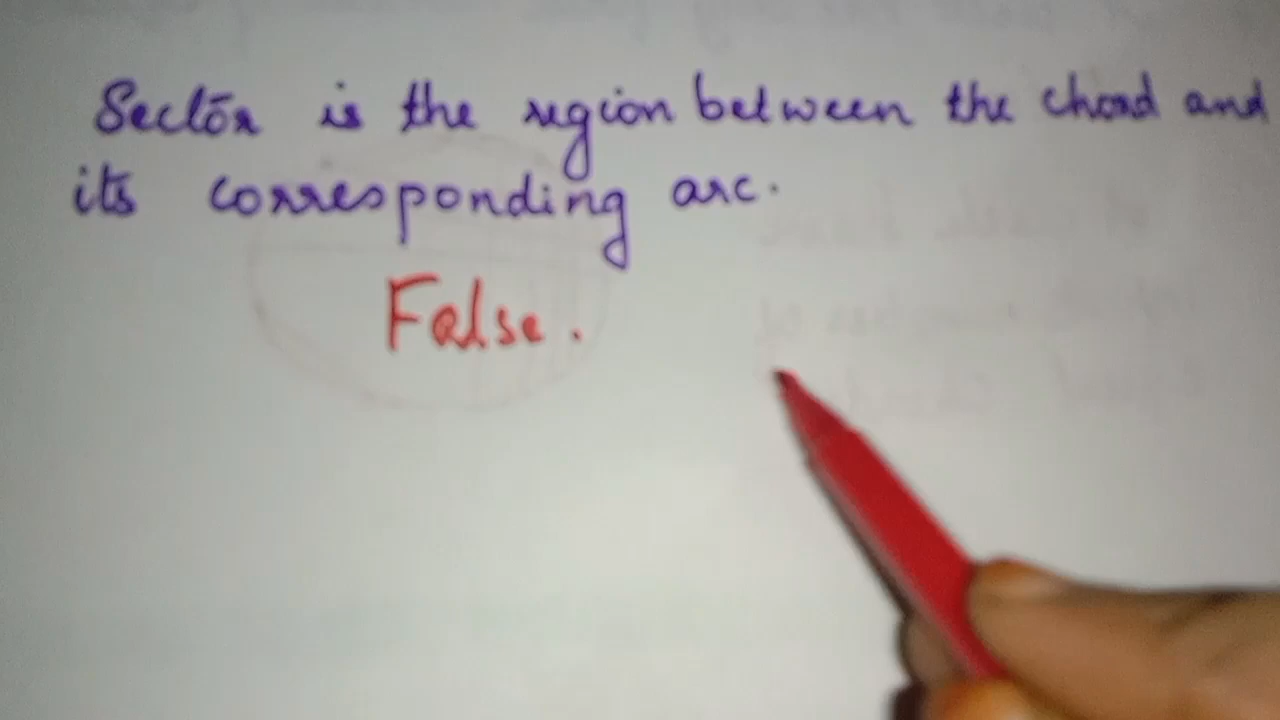 Sector is the region between the chord and
its corresponding arc.
False.